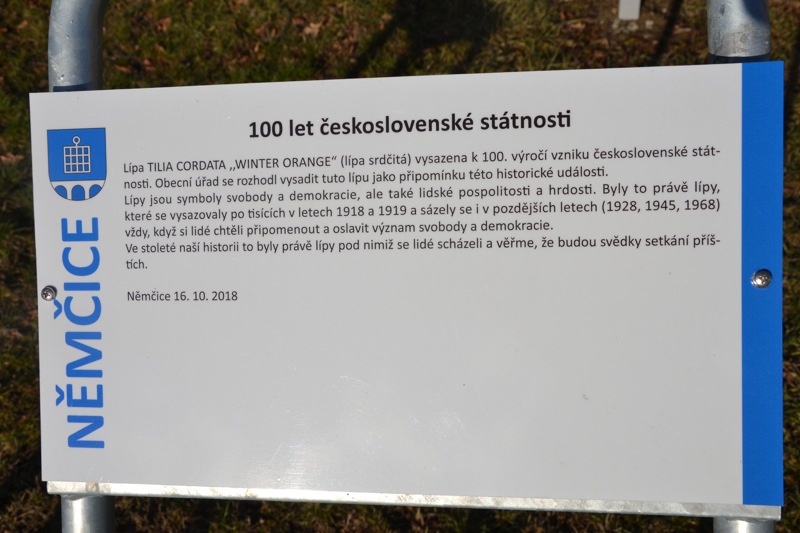 100 let československé státnosti
Lípa TILIA CORDATA ,,WINTER ORANGE“ (lípa srdčitá) vysazena k 100. výročí vzniku československé stát-
nosti. Obecní úřad se rozhodl vysadit tuto lípu jako připomínku této historické události.
Lípy jsou symboly svobody a demokracie, ale také lidské pospolitosti a hrdosti. Byly to právě lípy,
které se vysazovaly po tisících v letech 1918 a 1919 a sázely se i v pozdějších letech (1928, 1945, 1968)
vždy, když si lidé chtěli připomenout a oslavit význam svobody a demokracie.
Ve stoleté naší historii to byly právě lípy pod nimiž se lidé scházeli a věřme, že budou svědky setkání příš-
tích.
Němčice 16. 10. 2018
NĚMČICE